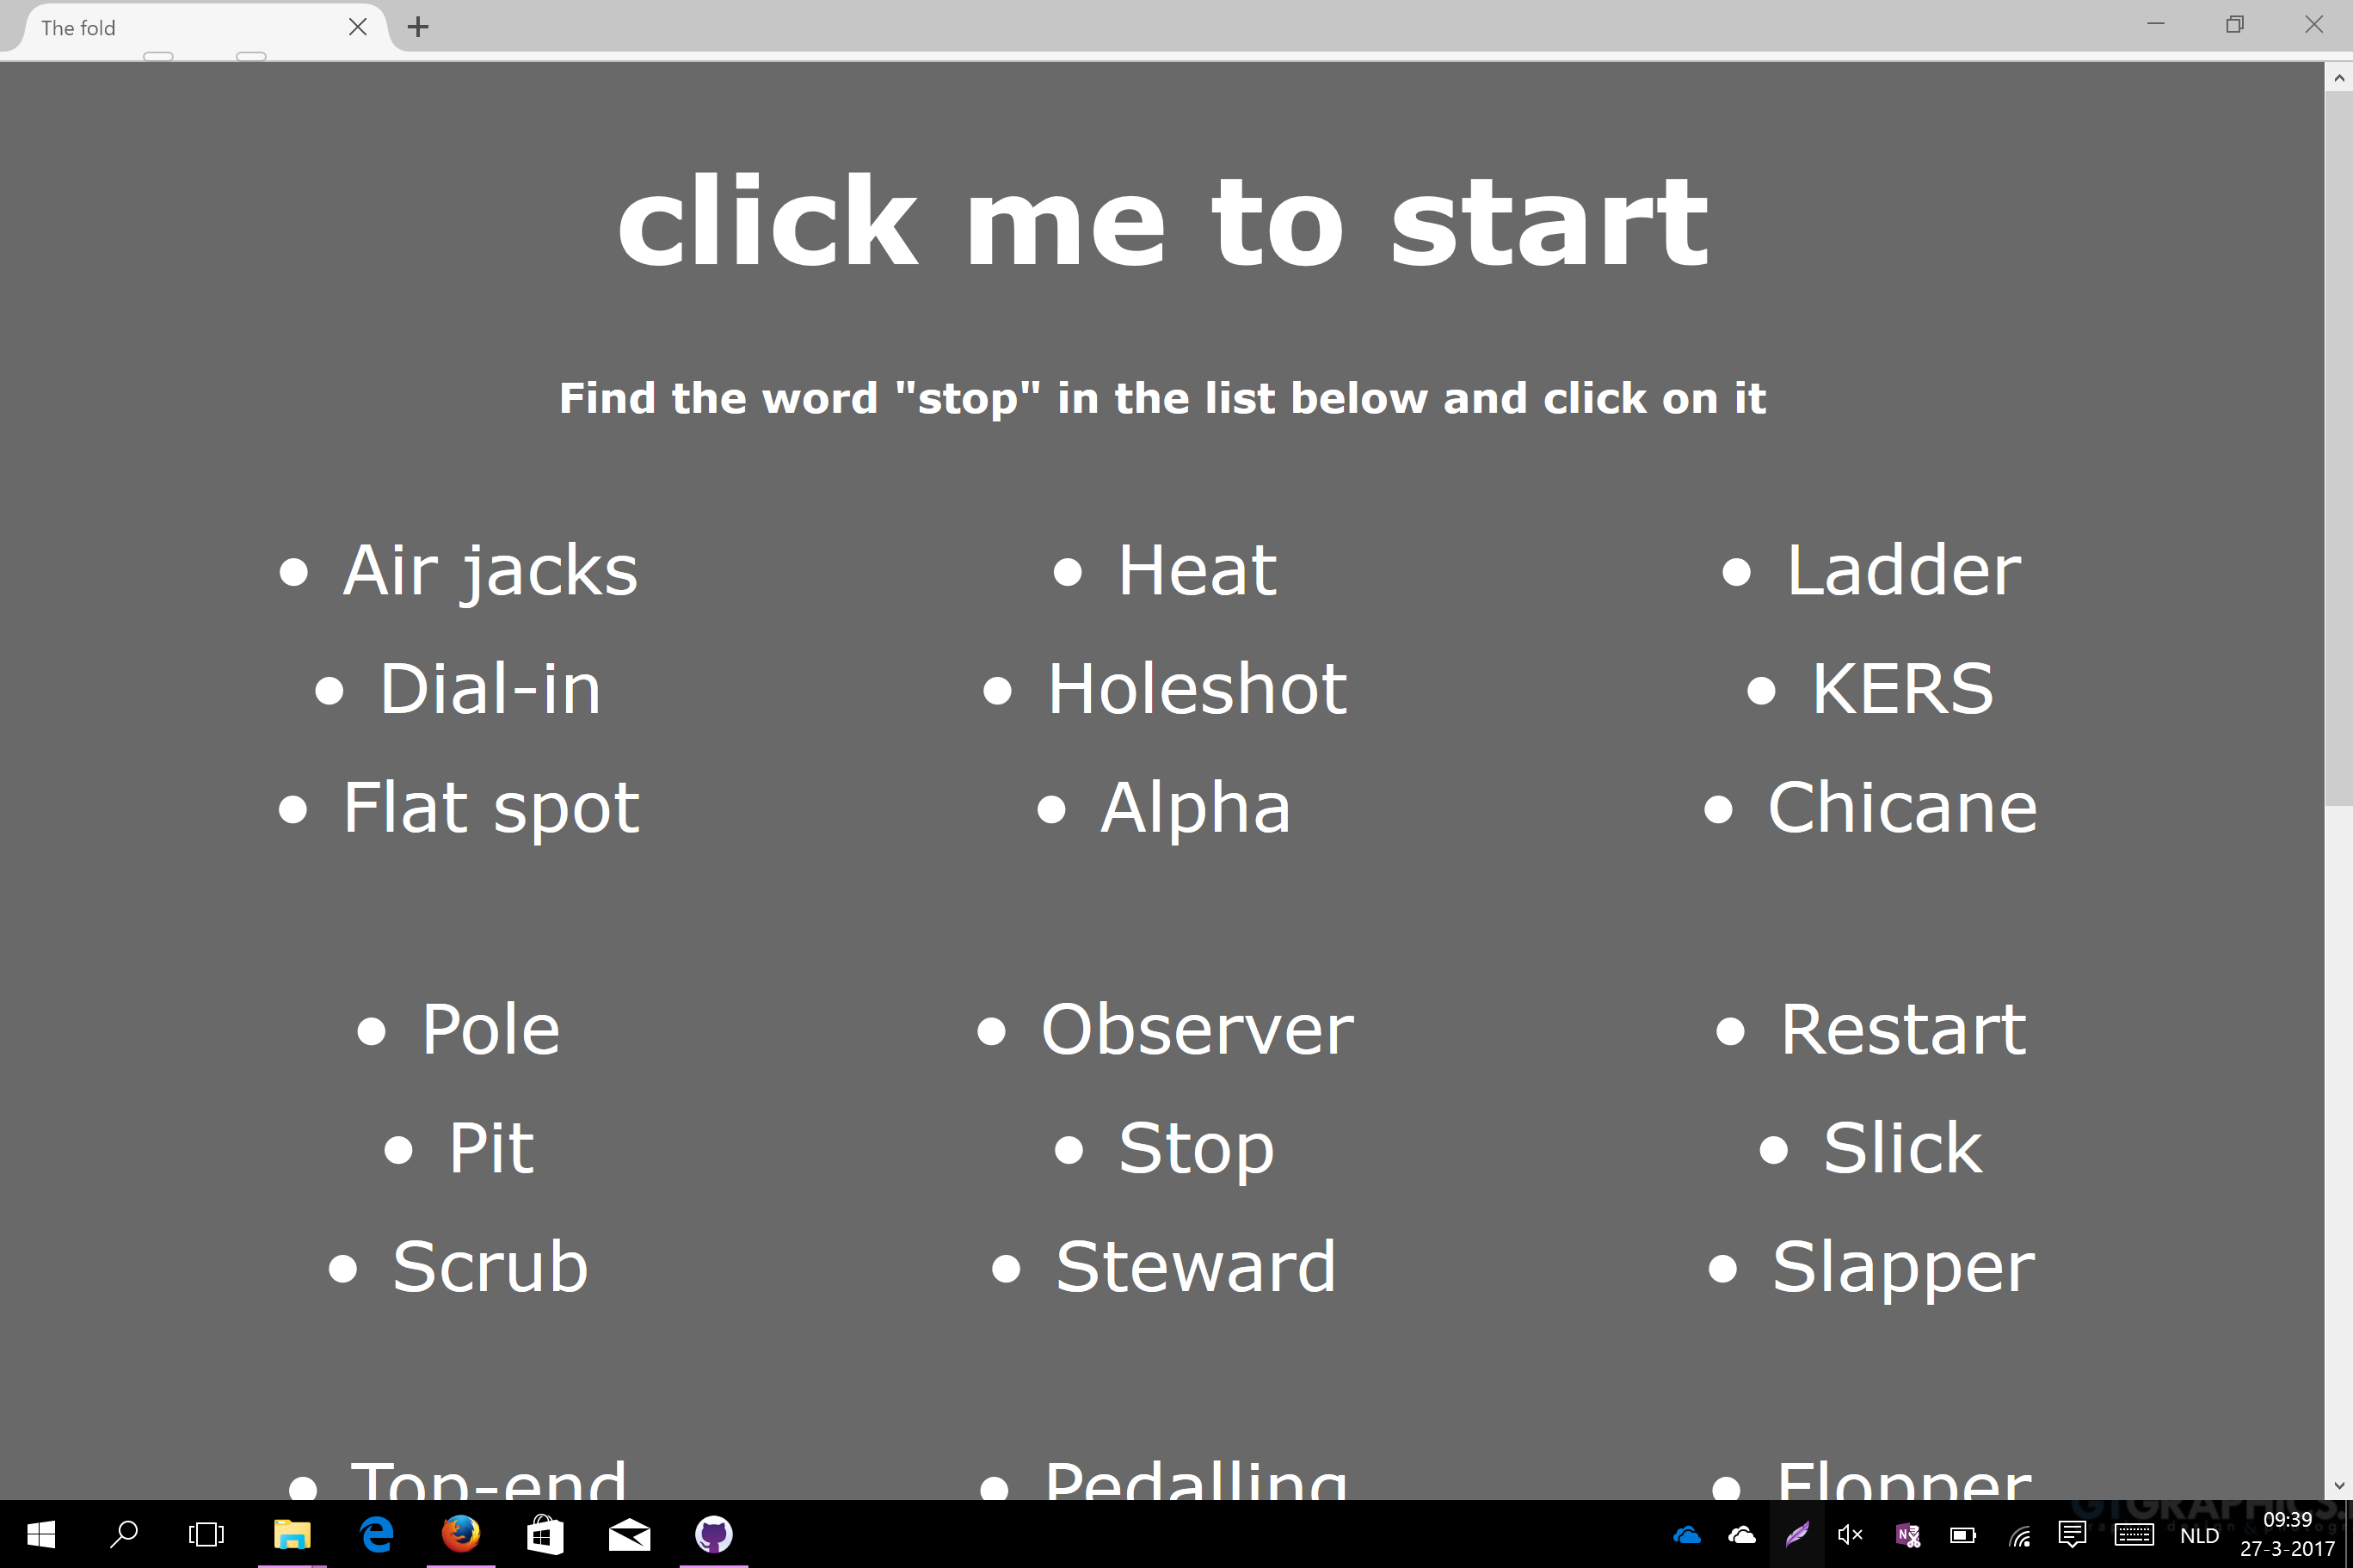 The fold
click me to start
Find the word "stop" in the list below and click on it
Air jacks
Heat
Ladder
Dial-in
Holeshot
KERS
Flat spot
Alpha
Chicane
Pole
Observer
Restart
Pit
Stop
Slick
Scrub
Steward
Slapper
Top-end
Pedalling
Flopper
NLD
09:39
27-3-2017